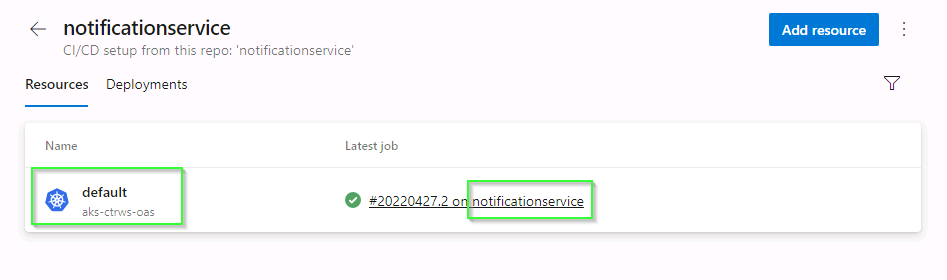 notificationservice
CI/CD setup from this repo: 'notificationservice'
Add resource
Resources
Deployments
Name
Latest job
default
aks-ctrws-oas
#20220427.2 on notificationservice